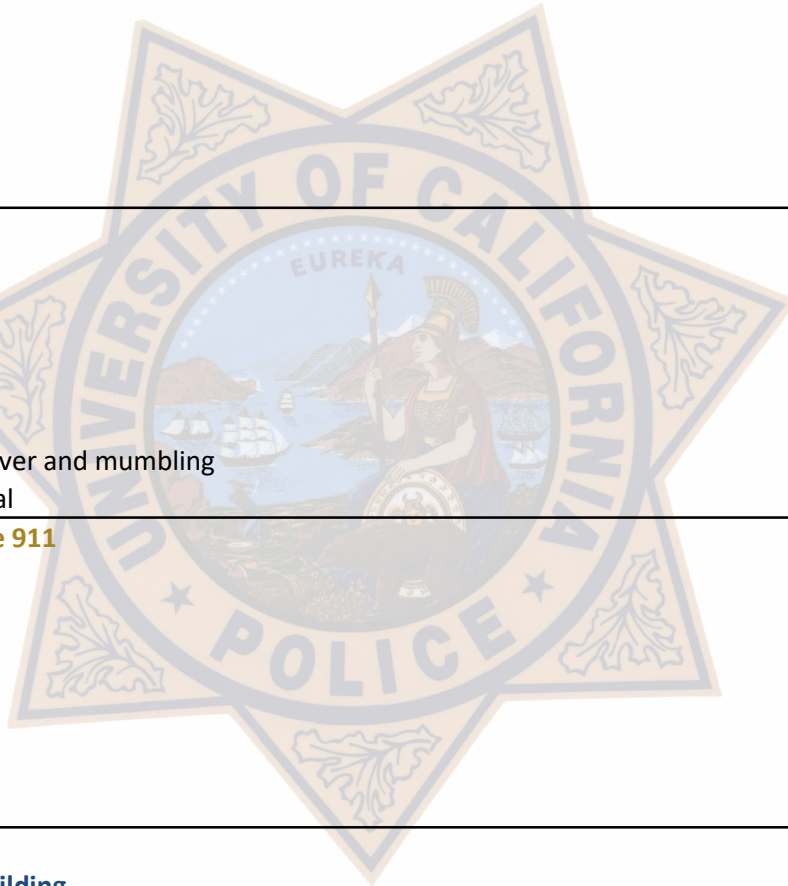 UNIVERSITY OF CALIFORNIA
EUREKA
ver and mumbling
al
e 911
POLICE
ilding